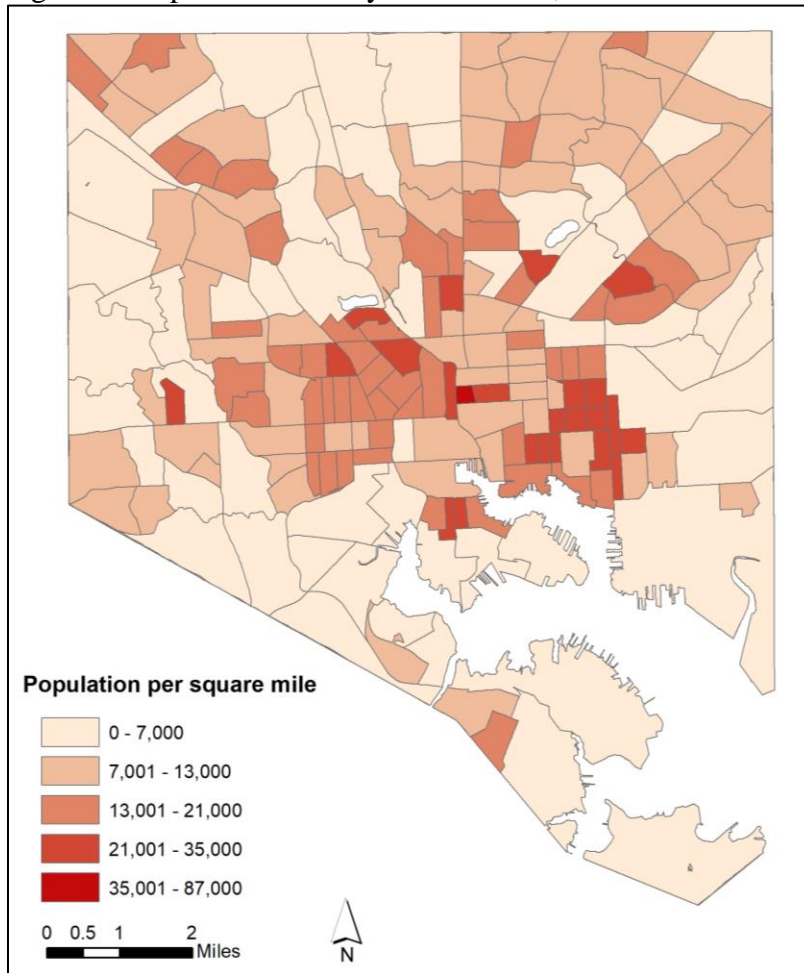 Population per square mile
0 - 7,000
7,001 - 13,000
13,001 - 21,000
21,001 - 35,000
35,001 - 87,000
0 0.5 1 2
Miles
N